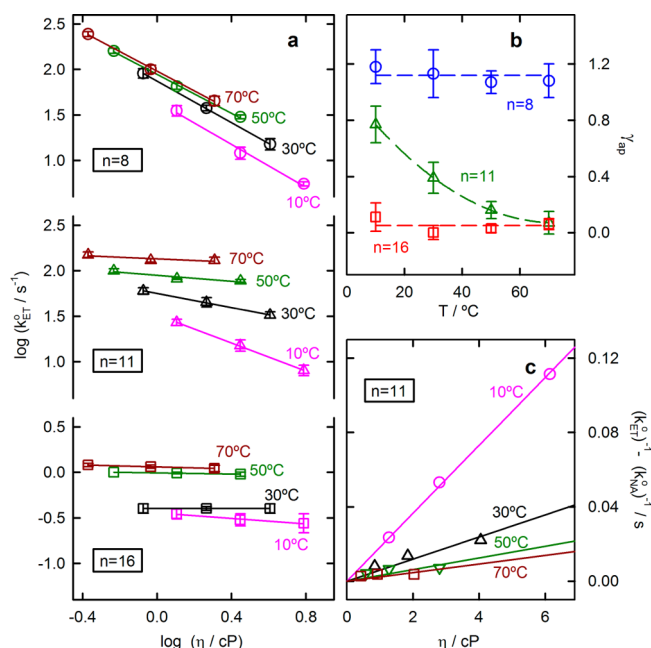 a
2.5
2.0
1.5
1.0
70ºC
50ºC
30ºC
10ºC
n=8
2.5
2.0
1.5
1.0
70ºC
50ºC
30ºC
10ºC
n=11
0.5
0.0
-0.5
-1.0
70ºC
50ºC
30ºC
10ºC
n=16
-0.4 0.0 0.4 0.8
log (η / cP)
log (k°ET / s⁻¹)
b
1.2
0.8
0.4
0.0
γap
n=8
n=11
n=16
0 20 40 60
T / ºC
c
n=11
0.12
0.08
0.04
0.00
10ºC
30ºC
50ºC
70ºC
(k°ET)⁻¹ - (k°NA)⁻¹ / s
0 2 4 6
η / cP